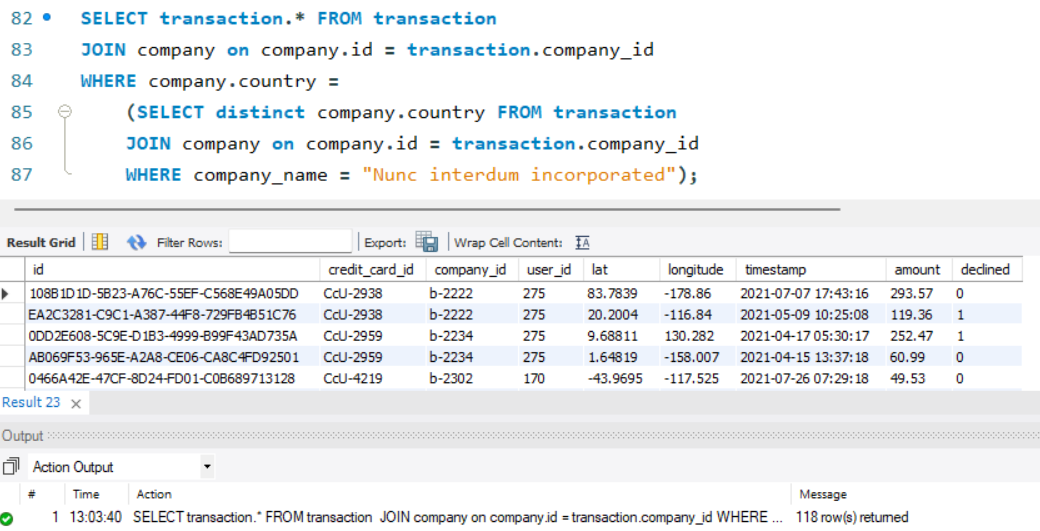 82 SELECT transaction.* FROM transaction
83 JOIN company on company.id = transaction.company_id
84 WHERE company.country =
85 (SELECT distinct company.country FROM transaction
86 JOIN company on company.id = transaction.company_id
87 WHERE company_name = "Nunc interdum incorporated");
Result Grid Filter Rows: Export: Wrap Cell Content: IA
id credit_card_id company_id user_id lat longitude timestamp amount declined
108B1D1D-5B23-A76C-55EF-C568E49A05DD CcU-2938 b-2222 275 83.7839 -178.86 2021-07-07 17:43:16 293.57 0
EA2C3281-C9C1-A387-44F8-729FB4B51C76 CcU-2938 b-2222 275 20.2004 -116.84 2021-05-09 10:25:08 119.36 1
0DD2E608-5C9E-D1B3-4999-B99F43AD735A CcU-2959 b-2234 275 9.68811 130.282 2021-04-17 05:30:17 252.47 1
AB069F53-965E-A2A8-CE06-CA8C4FD92501 CcU-2959 b-2234 275 1.64819 -158.007 2021-04-15 13:37:18 60.99 0
0466A42E-47CF-8D24-FD01-C0B689713128 CcU-4219 b-2302 170 -43.9695 -117.525 2021-07-26 07:29:18 49.53 0
Result 23 ×
Output
Action Output
# Time Action Message
1 13:03:40 SELECT transaction.* FROM transaction JOIN company on company.id = transaction.company_id WHERE ... 118 row(s) returned